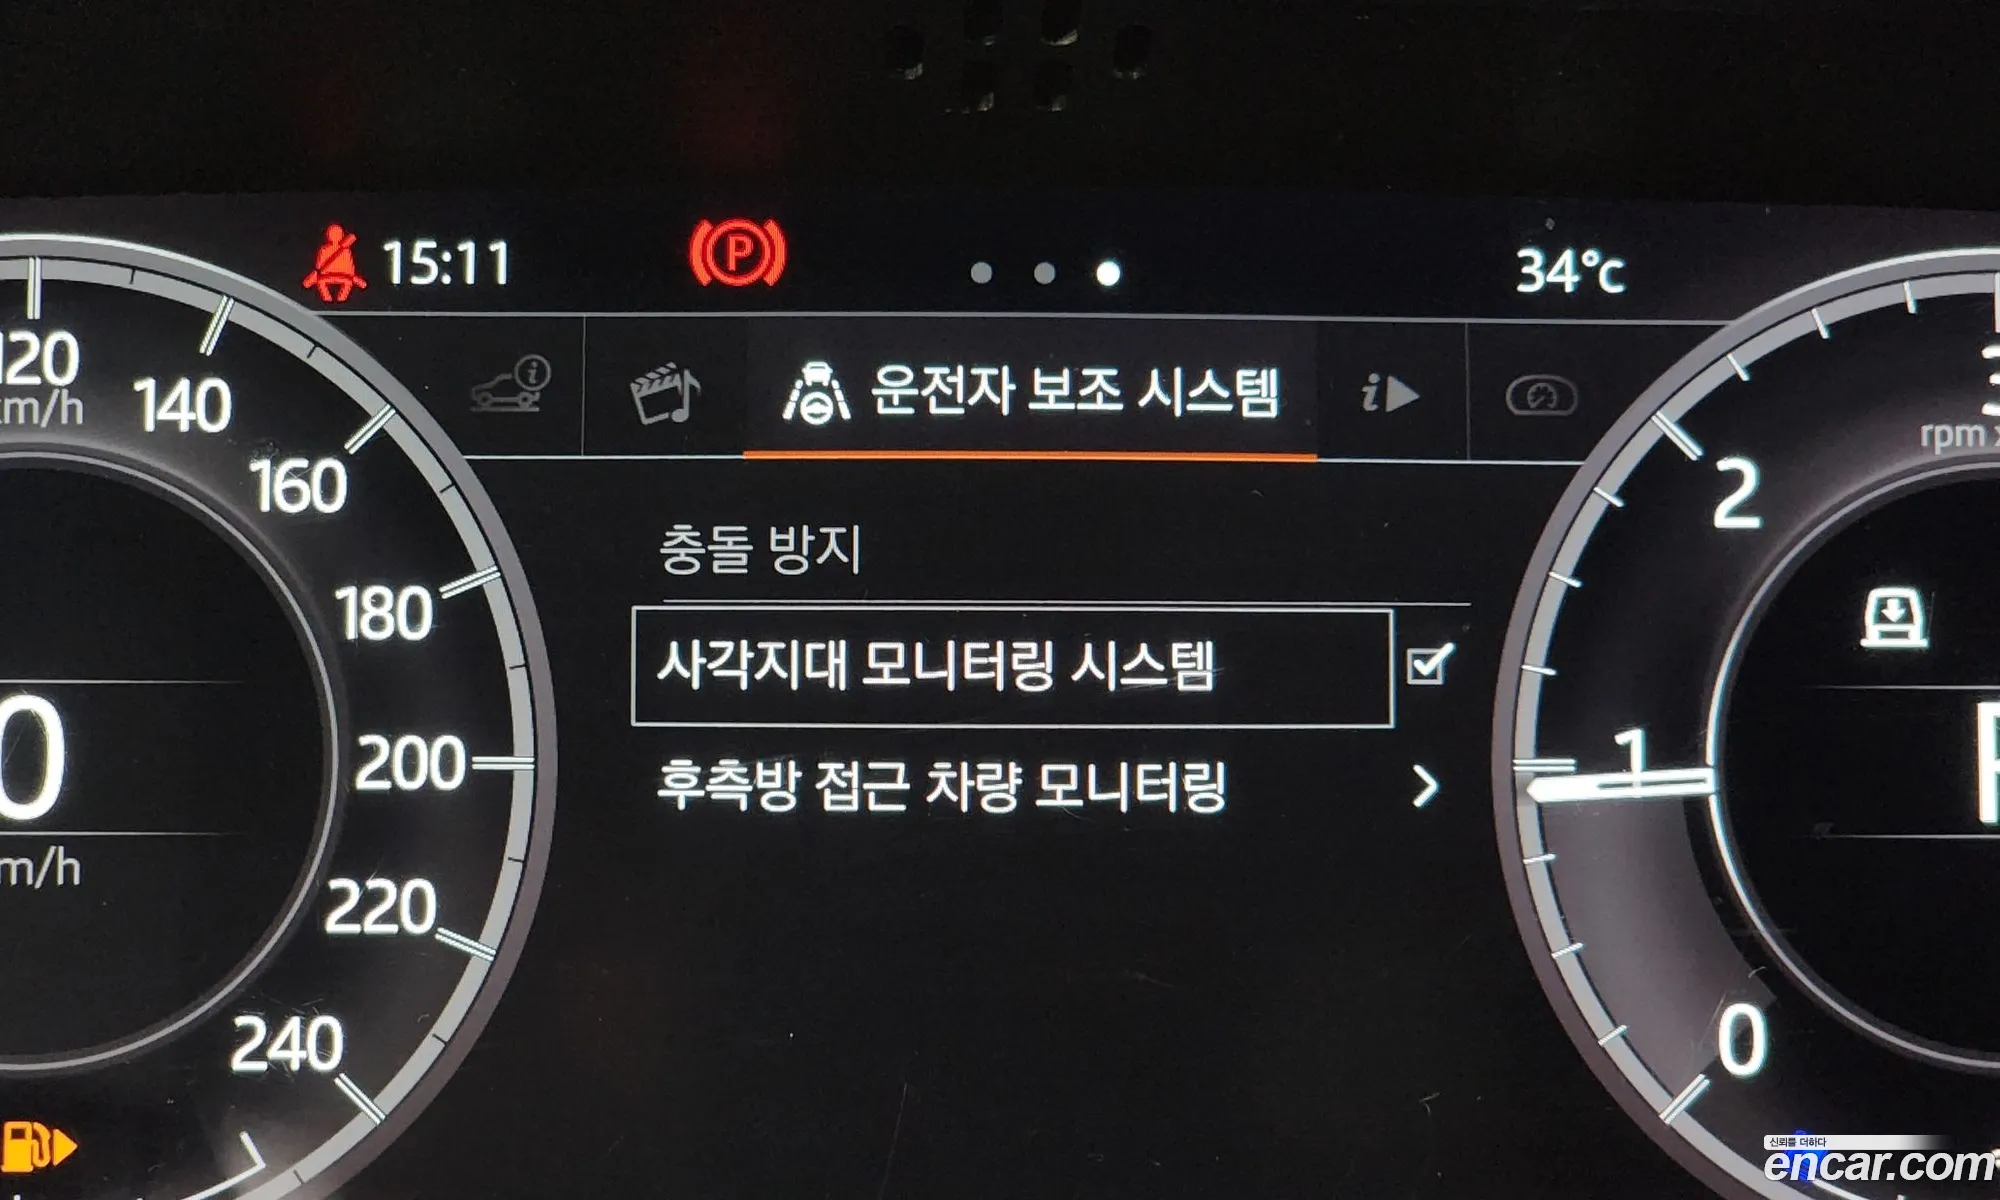 15:11
P
34°c
120
km/h
140
160
180
200
220
240
운전자 보조 시스템
충돌 방지
사각지대 모니터링 시스템
후측방 접근 차량 모니터링
0
rpm
2
1
0
신뢰를 더하다
encar.com